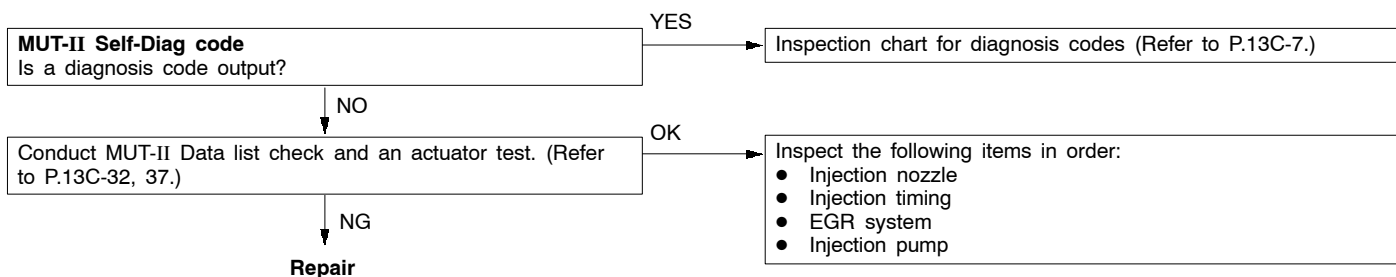 YES
MUT-II Self-Diag code
Is a diagnosis code output?
Inspection chart for diagnosis codes (Refer to P.13C-7.)
NO
OK
Conduct MUT-II Data list check and an actuator test. (Refer
to P.13C-32, 37.)
Inspect the following items in order:
● Injection nozzle
● Injection timing
● EGR system
● Injection pump
NG
Repair